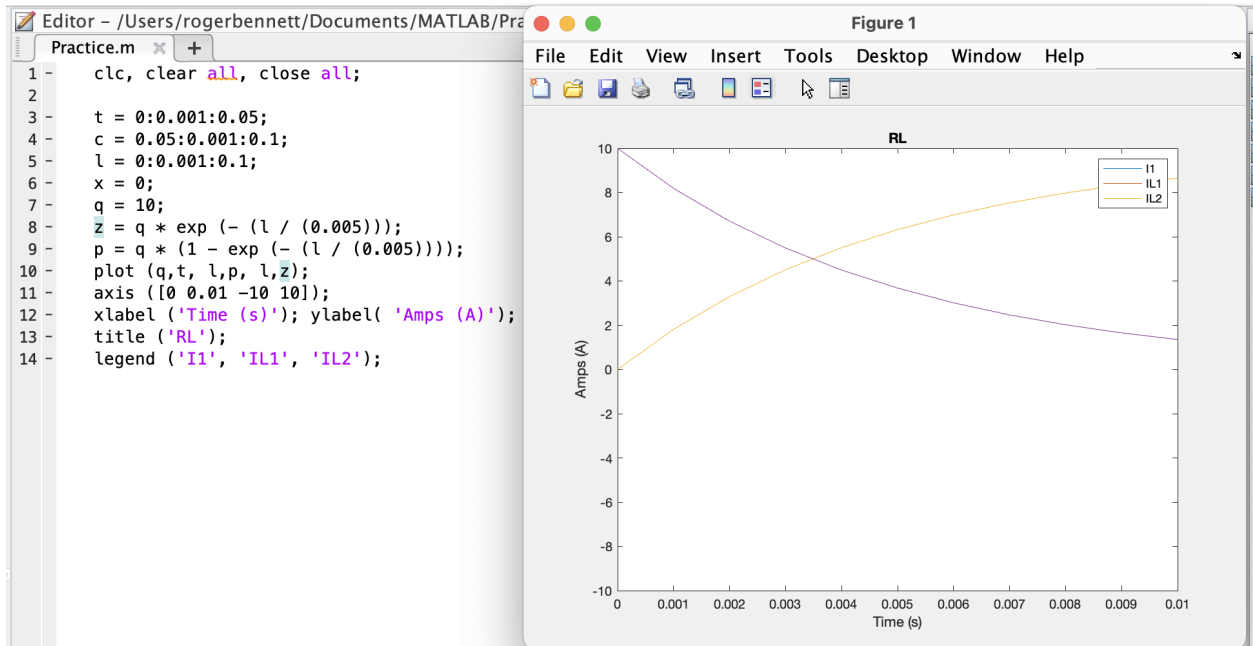 Editor - /Users/rogerbennett/Documents/MATLAB/Pra
Practice.m × +
1 - clc, clear all, close all;
2
3 - t = 0:0.001:0.05;
4 - c = 0.05:0.001:0.1;
5 - l = 0:0.001:0.1;
6 - x = 0;
7 - q = 10;
8 - z = q * exp (- (l / (0.005)));
9 - p = q * (1 - exp (- (l / (0.005))));
10 - plot (q,t, l,p, l,z);
11 - axis ([0 0.01 -10 10]);
12 - xlabel ('Time (s)'); ylabel( 'Amps (A)');
13 - title ('RL');
14 - legend ('I1', 'IL1', 'IL2');
Figure 1
File Edit View Insert Tools Desktop Window Help
RL
10
8
6
4
2
0
-2
-4
-6
-8
-10
Amps (A)
I1
IL1
IL2
0 0.001 0.002 0.003 0.004 0.005 0.006 0.007 0.008 0.009 0.01
Time (s)